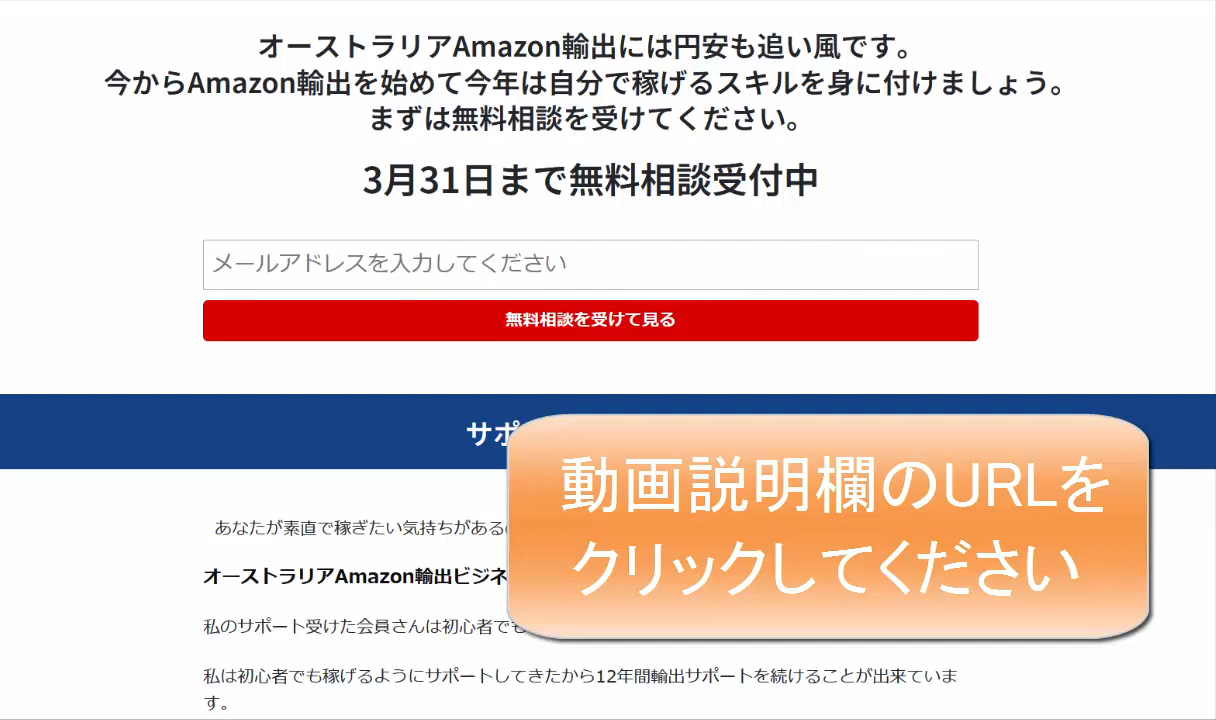 オーストラリアAmazon輸出には円安も追い風です。
今からAmazon輸出を始めて今年は自分で稼げるスキルを身に付けましょう。
まずは無料相談を受けてください。
3月31日まで無料相談受付中
メールアドレスを入力してください
無料相談を受けて見る
サポ
動画説明欄のURLを
クリックしてください
あなたが素直で稼ぎたい気持ちがある
オーストラリアAmazon輸出ビジネ
私のサポート受けた会員さんは初心者でも
私は初心者でも稼げるようにサポートしてきたから12年間輸出サポートを続けることが出来ていま
す。